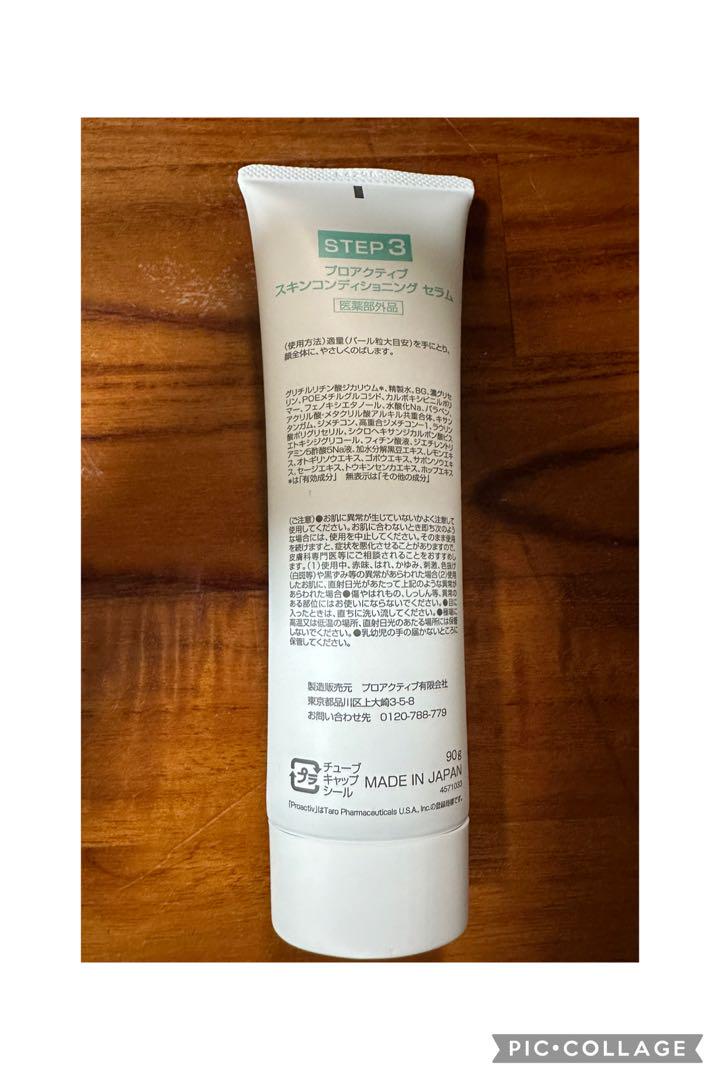 STEP3
プロアクティブ
スキンコンディショニング セラム
医薬部外品
〈使用方法〉適量(パール粒大目安)を手にとり、
顔全体に、やさしくのばします。
グリチルリチン酸ジカリウム*、精製水、BG、濃グリセ
リン、POEメチルグルコシド、カルボキシビニルポリ
マー、フェノキシエタノール、水酸化Na、パラベン、
アクリル酸・メタクリル酸アルキル共重合体、キサン
タンガム、ジメチコン、高重合ジメチコン-1、ラウリン
酸ポリグリセリル、シクロヘキサンジカルボン酸ビス
エトキシジグリコール、フィチン酸液、ジエチレントリ
アミン5酢酸5Na液、加水分解黒豆エキス、レモンエキ
ス、オトギリソウエキス、ゴボウエキス、サボンソウエキ
ス、セージエキス、トウキンセンカエキス、ホップエキス
*は「有効成分」 無表示は「その他の成分」
〈ご注意〉●お肌に異常が生じていないかよく注意して
使用してください。お肌に合わないとき即ち次のよう
な場合には、使用を中止してください。そのまま使用
を続けますと、症状を悪化させることがありますので、
皮膚科専門医等にご相談されることをおすすめし
ます。(1)使用中、赤味、はれ、かゆみ、刺激、色抜け
(白斑等)や黒ずみ等の異常があらわれた場合(2)使用
したお肌に、直射日光があたって上記のような異常が
あらわれた場合●傷やはれもの、しっしん等、異常の
ある部位にはお使いにならないでください。●目に
入ったときは、直ちに洗い流してください。●極端に
高温又は低温の場所、直射日光のあたる場所には保管
しないでください。●乳幼児の手の届かないところに
保管してください。
製造販売元 プロアクティブ有限会社
東京都品川区上大崎3-5-8
お問い合わせ先 0120-788-779
90g
プラ
チューブ
キャップ
シール
MADE IN JAPAN
4571033
「Proactiv」はTaro Pharmaceuticals U.S.A., Inc.の登録商標です。
PIC•COLLAGE